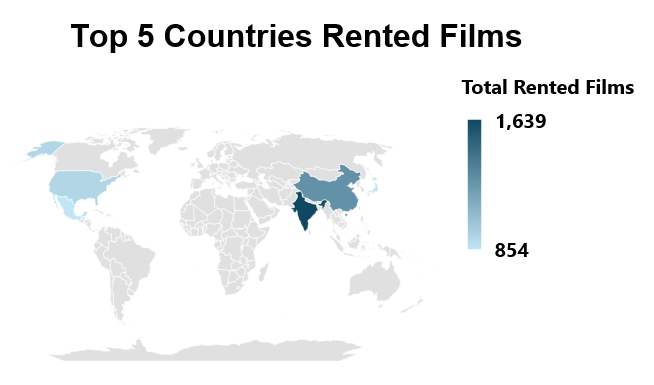 Top 5 Countries Rented Films
Total Rented Films
1,639
854